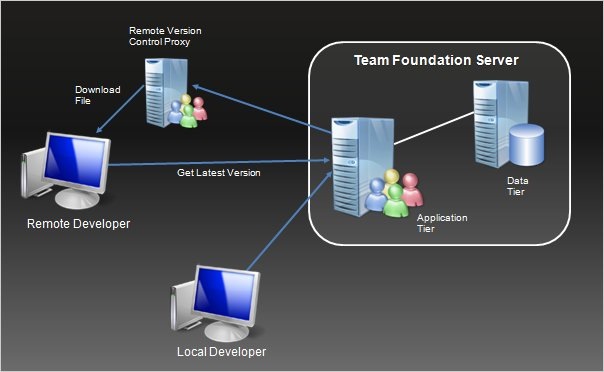 Remote Version
Control Proxy
Team Foundation Server
Download
File
Get Latest Version
Data
Tier
Remote Developer
Application
Tier
Local Developer